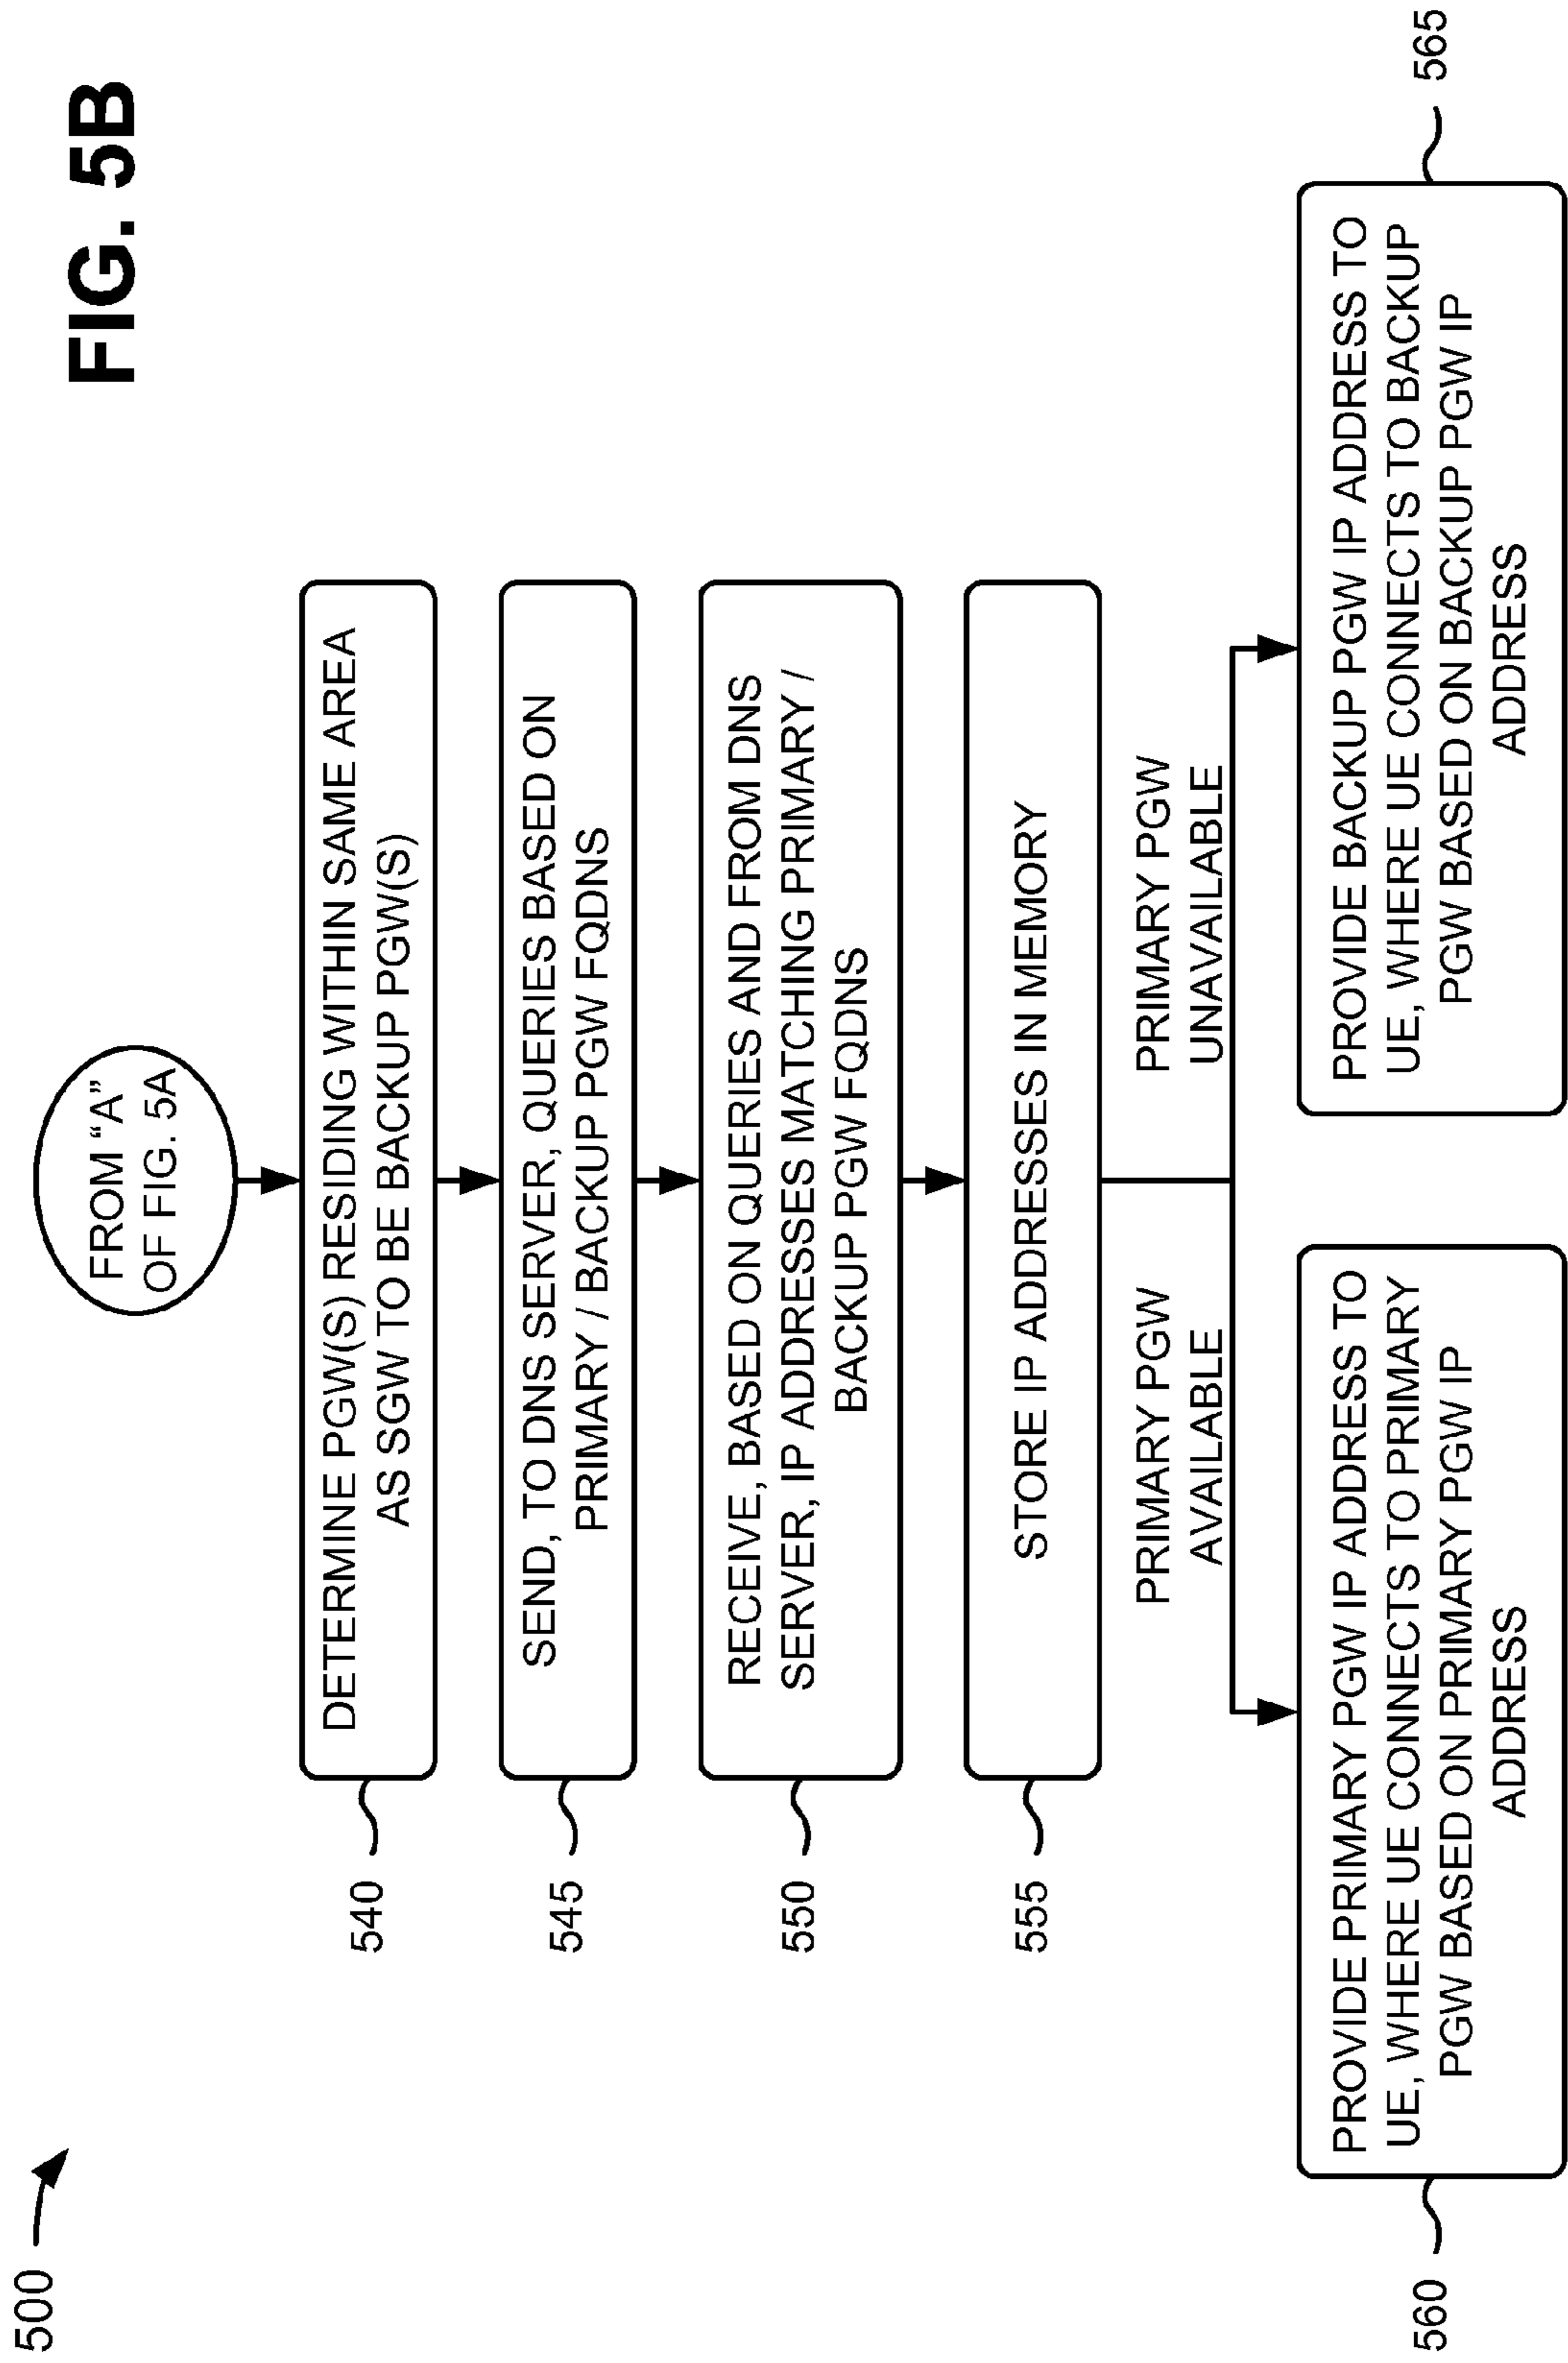 500
FIG. 5B
FROM “A”
OF FIG. 5A
540
DETERMINE PGW(S) RESIDING WITHIN SAME AREA
AS SGW TO BE BACKUP PGW(S)
545
SEND, TO DNS SERVER, QUERIES BASED ON
PRIMARY / BACKUP PGW FQDNS
550
RECEIVE, BASED ON QUERIES AND FROM DNS
SERVER, IP ADDRESSES MATCHING PRIMARY /
BACKUP PGW FQDNS
555
STORE IP ADDRESSES IN MEMORY
PRIMARY PGW
AVAILABLE
PRIMARY PGW
UNAVAILABLE
560
PROVIDE PRIMARY PGW IP ADDRESS TO
UE, WHERE UE CONNECTS TO PRIMARY
PGW BASED ON PRIMARY PGW IP
ADDRESS
PROVIDE BACKUP PGW IP ADDRESS TO
UE, WHERE UE CONNECTS TO BACKUP
PGW BASED ON BACKUP PGW IP
ADDRESS
565